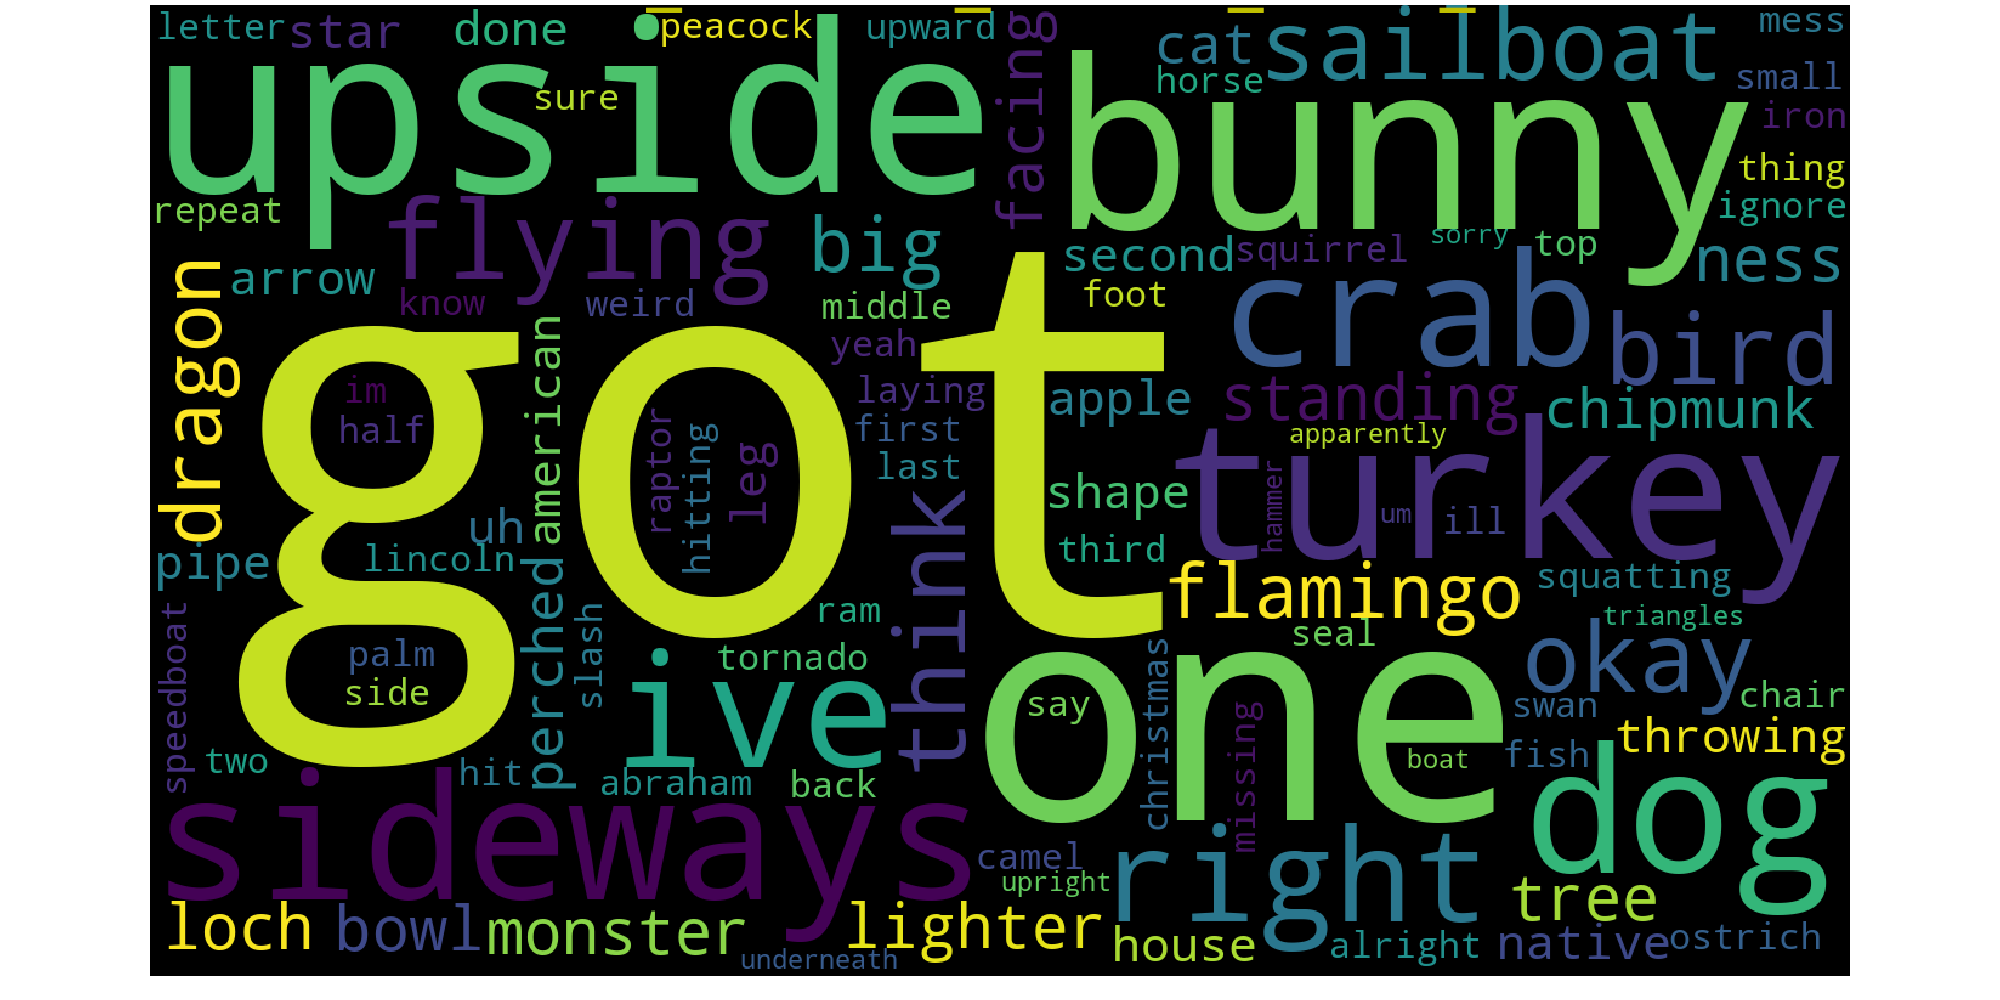 letter
star
done
peacock
upward
facing
cat
sailboat
mess
upside
sure
horse
small
bunny
iron
thing
repeat
flying
big
second
squirrel
sorry
top
ignore
ness
arrow
know
weird
middle
foot
crab
bird
dragon
got
american
yeah
im
half
raptor
hitting
leg
laying
first
last
apple
standing
chipmunk
apparently
turkey
shape
think
uh
pipe
lincoln
perched
third
hammer
um
ill
flamingo
squatting
triangles
speedboat
palm
side
slash
ram
tornado
ive
one
say
christmas
seal
okay
swan
chair
missing
boat
fish
throwing
two
hit
abraham
back
dog
sideways
camel
upright
right
tree
loch
bowl
monster
underneath
lighter
house
alright
native
ostrich